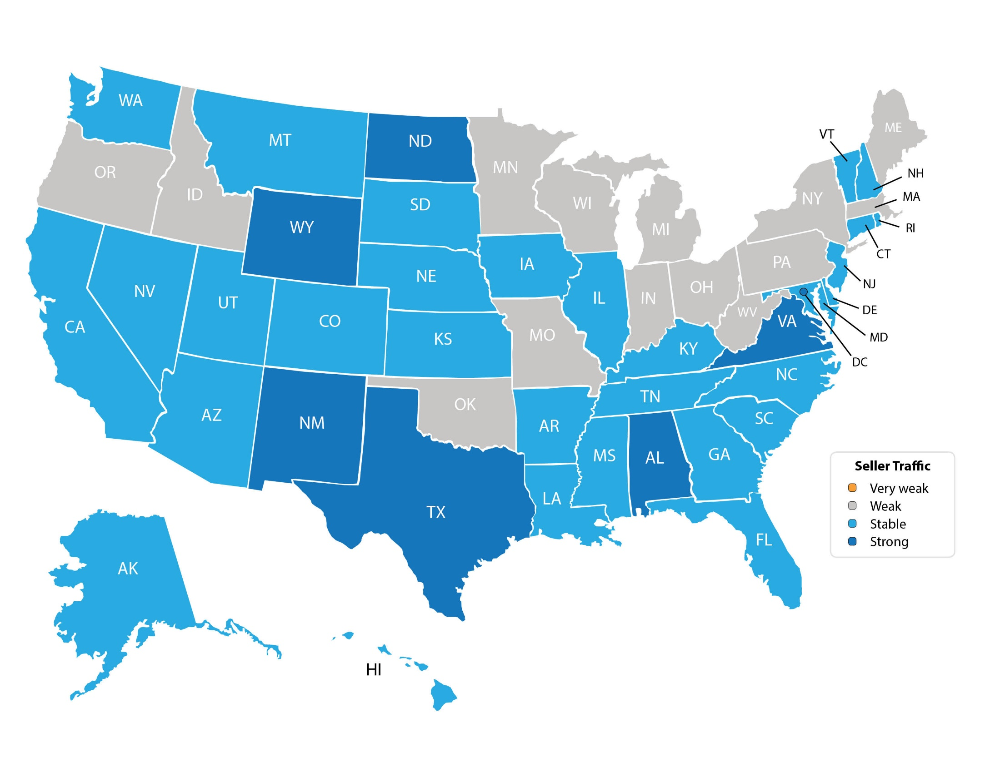 WA
MT
ND
MN
VT
ME
OR
ID
SD
WI
NH
NY
MA
WY
MI
RI
CT
NE
IA
PA
NV
UT
IL
IN
OH
NJ
CO
KS
WV
VA
DE
CA
MO
KY
MD
DC
NC
TN
AZ
NM
OK
AR
SC
MS
AL
GA
TX
LA
FL
AK
HI
Seller Traffic
Very weak
Weak
Stable
Strong